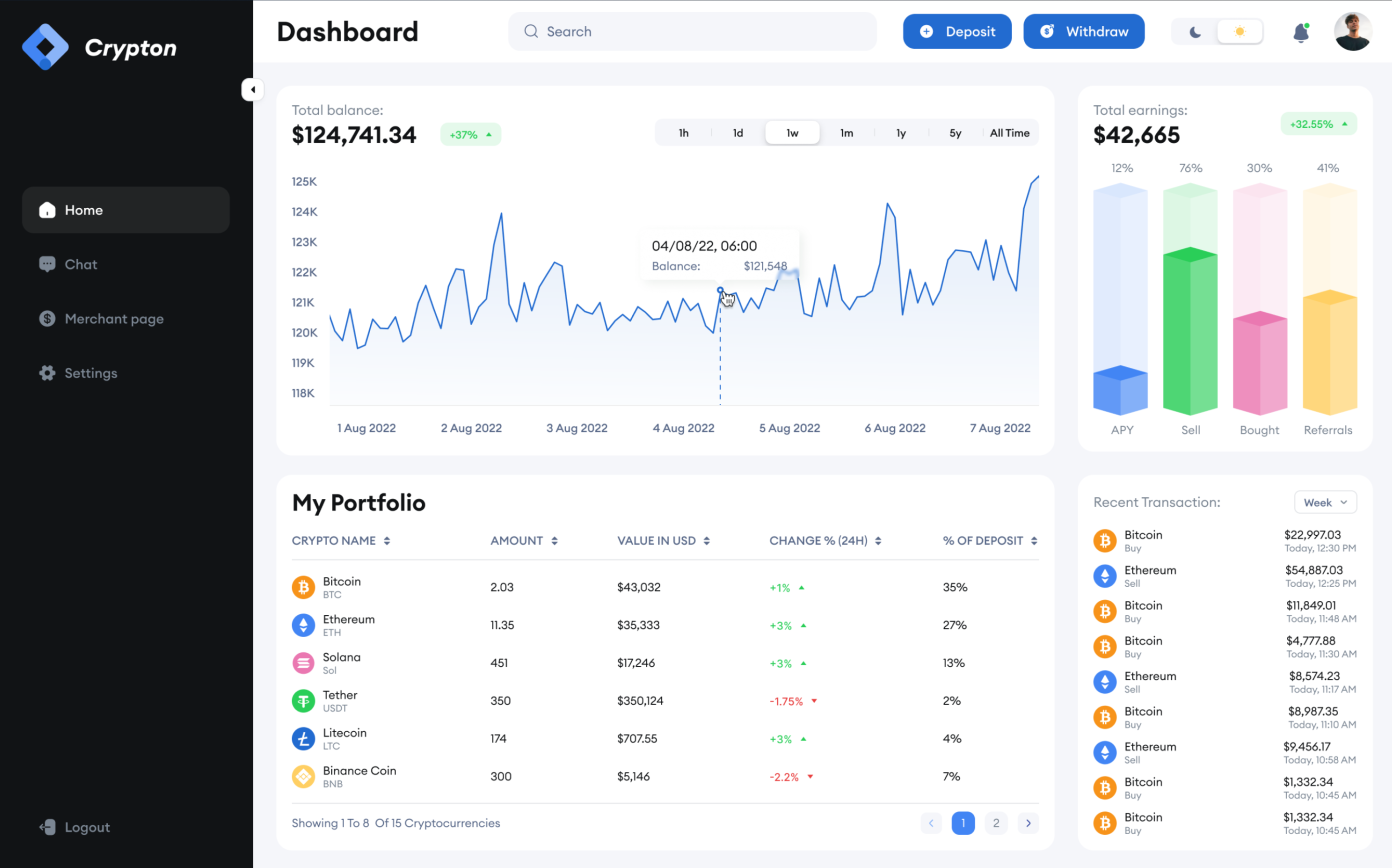 Crypton
Home
Chat
Merchant page
Settings
Logout
Dashboard
Search
Deposit
Withdraw
Total balance:
$124,741.34 +37%
1h 1d 1w 1m 1y 5y All Time
125K
124K
123K
122K
121K
120K
119K
118K
04/08/22, 06:00
Balance: $121,548
1 Aug 2022 2 Aug 2022 3 Aug 2022 4 Aug 2022 5 Aug 2022 6 Aug 2022 7 Aug 2022
Total earnings:
$42,665 +32.55%
12% 76% 30% 41%
APY Sell Bought Referrals
My Portfolio
CRYPTO NAME AMOUNT VALUE IN USD CHANGE % (24H) % OF DEPOSIT
Bitcoin
BTC
2.03 $43,032 +1% 35%
Ethereum
ETH
11.35 $35,333 +3% 27%
Solana
Sol
451 $17,246 +3% 13%
Tether
USDT
350 $350,124 -1.75% 2%
Litecoin
LTC
174 $707.55 +3% 4%
Binance Coin
BNB
300 $5,146 -2.2% 7%
Showing 1 To 8 Of 15 Cryptocurrencies
1 2
Recent Transaction: Week
Bitcoin $22,997.03
Buy Today, 12:30 PM
Ethereum $54,887.03
Sell Today, 12:25 PM
Bitcoin $11,849.01
Buy Today, 11:48 AM
Bitcoin $4,777.88
Buy Today, 11:30 AM
Ethereum $8,574.23
Sell Today, 11:17 AM
Bitcoin $8,987.35
Buy Today, 11:10 AM
Ethereum $9,456.17
Sell Today, 10:58 AM
Bitcoin $1,332.34
Buy Today, 10:45 AM
Bitcoin $1,332.34
Buy Today, 10:45 AM